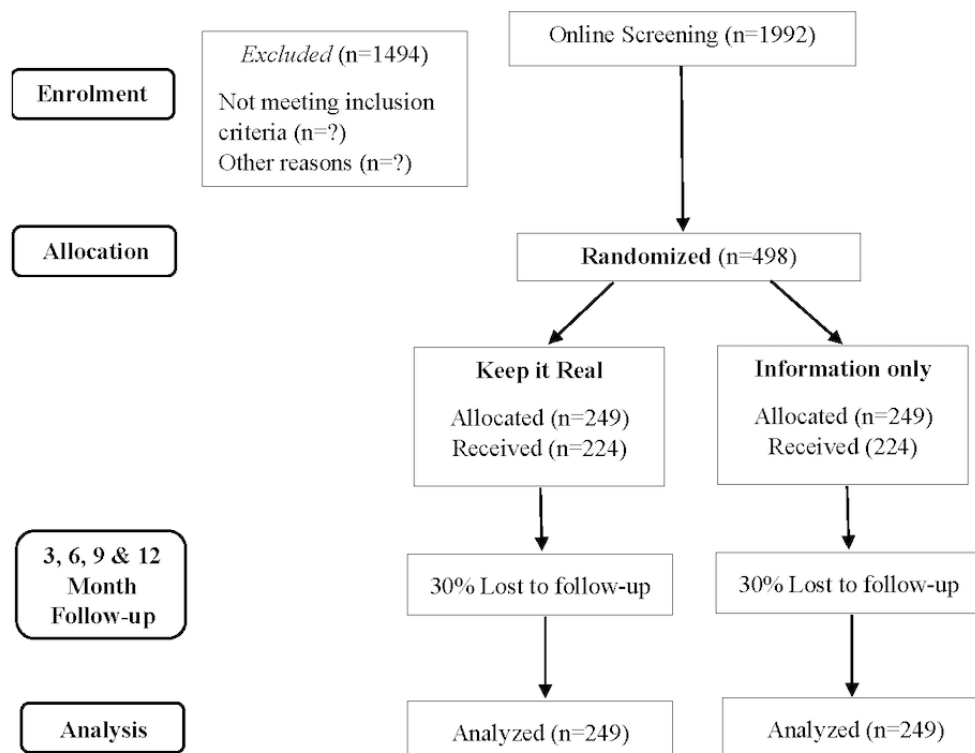 Online Screening (n=1992)
Excluded (n=1494)
Not meeting inclusion
criteria (n=?)
Other reasons (n=?)
Enrolment
Allocation
Randomized (n=498)
Keep it Real
Allocated (n=249)
Received (n=224)
Information only
Allocated (n=249)
Received (224)
3, 6, 9 & 12
Month
Follow-up
30% Lost to follow-up
30% Lost to follow-up
Analysis
Analyzed (n=249)
Analyzed (n=249)